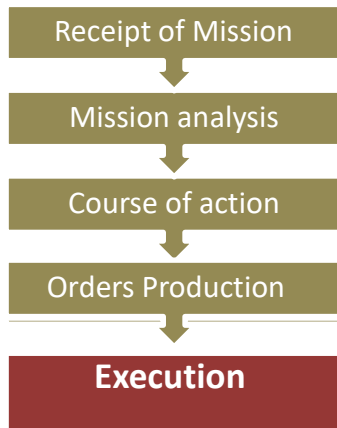 Receipt of Mission
Mission analysis
Course of action
Orders Production
Execution